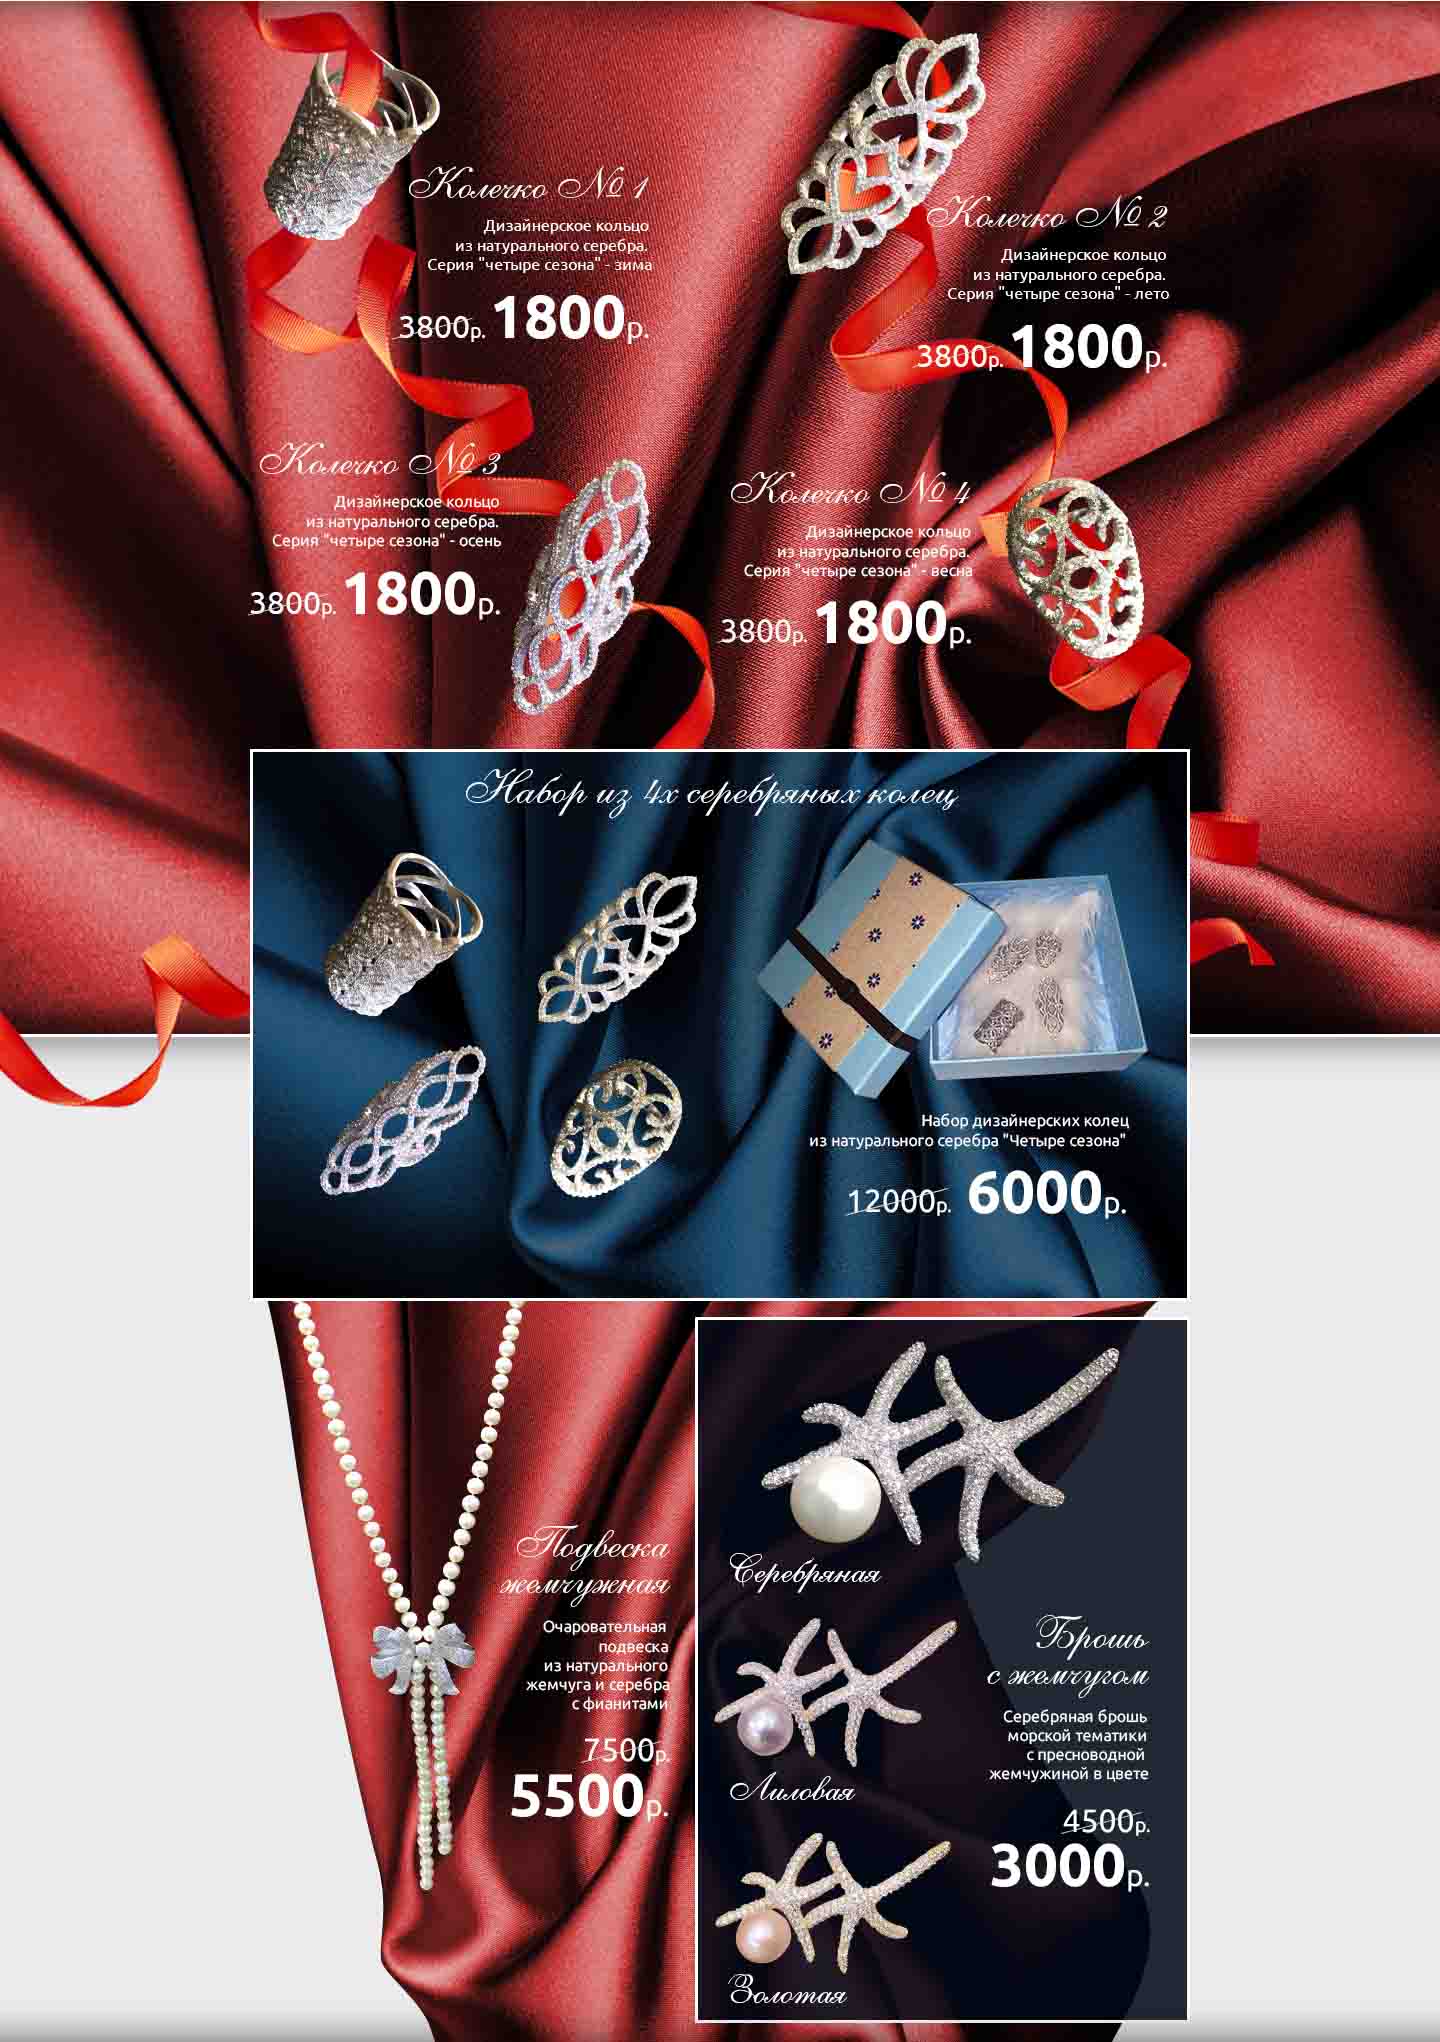 Колечко № 1
Дизайнерское кольцо
из натурального серебра.
Серия "четыре сезона" - зима
3800р. 1800р.
Колечко № 2
Дизайнерское кольцо
из натурального серебра.
Серия "четыре сезона" - лето
3800р. 1800р.
Колечко № 3
Дизайнерское кольцо
из натурального серебра.
Серия "четыре сезона" - осень
3800р. 1800р.
Колечко № 4
Дизайнерское кольцо
из натурального серебра.
Серия "четыре сезона" - весна
3800р. 1800р.
Набор из 4х серебряных колец
Набор дизайнерских колец
из натурального серебра "Четыре сезона"
12000р. 6000р.
Подвеска
жемчужная
Очаровательная
подвеска
из натурального
жемчуга и серебра
с фианитами
7500р.
5500р.
Серебряная
Лиловая
Золотая
Брошь
с жемчугом
Серебряная брошь
морской тематики
с пресноводной
жемчужиной в цвете
4500р.
3000р.